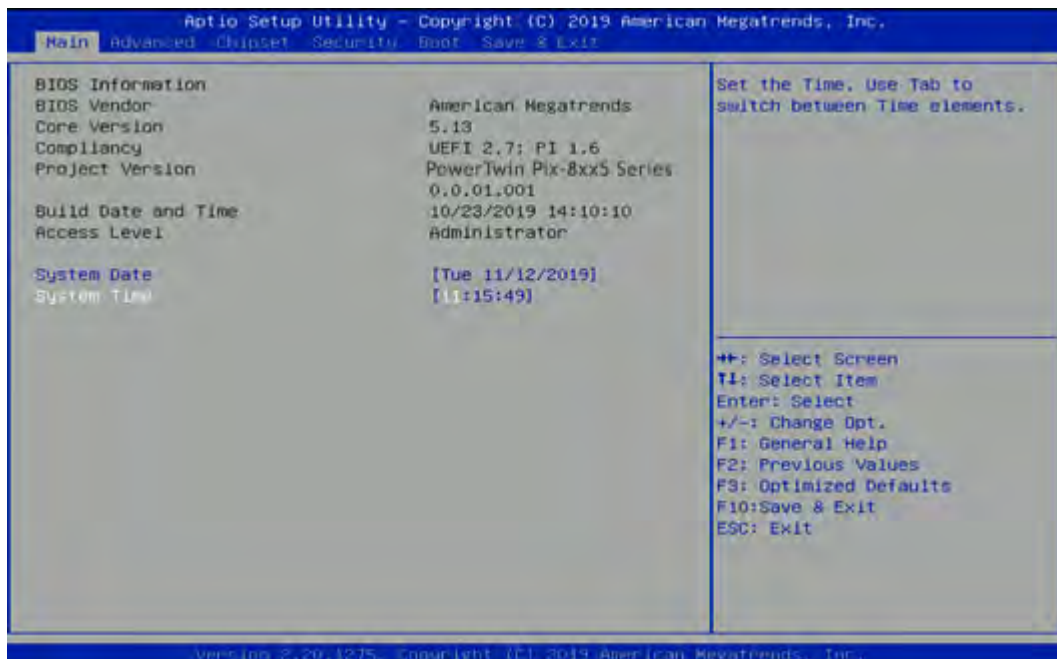 Aptio Setup Utility – Copyright (C) 2019 American Megatrends, Inc.
Main Advanced Chipset Security Boot Save & Exit
BIOS Information
BIOS Vendor American Megatrends
Core Version 5.13
Compliancy UEFI 2.7; PI 1.6
Project Version PowerTwin Pix-8xx5 Series
0.0.01.001
Build Date and Time 10/23/2019 14:10:10
Access Level Administrator
System Date [Tue 11/12/2019]
System Time [11:15:49]
Set the Time. Use Tab to
switch between Time elements.
→←: Select Screen
↑↓: Select Item
Enter: Select
+/-: Change Opt.
F1: General Help
F2: Previous Values
F3: Optimized Defaults
F10:Save & Exit
ESC: Exit
Version 2.20.1275. Copyright (C) 2019 American Megatrends, Inc.